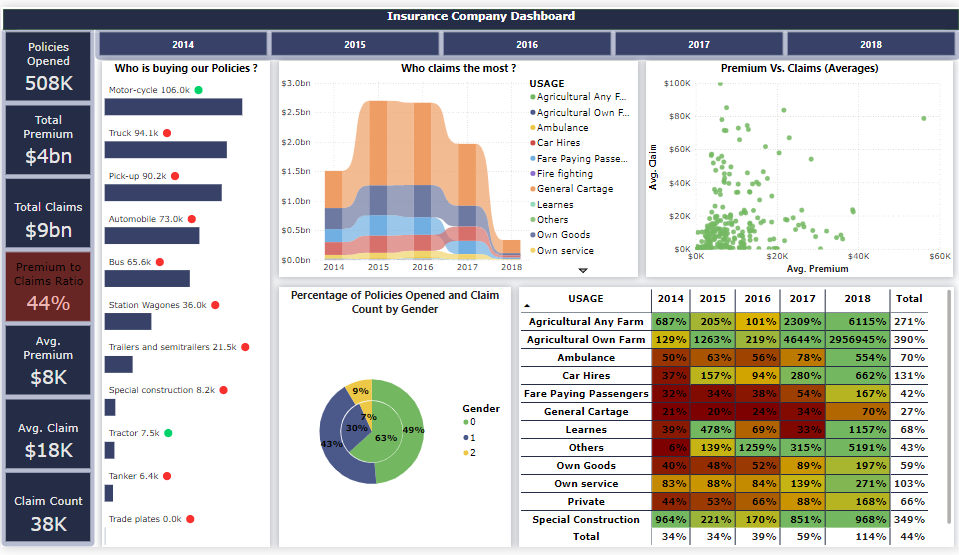 Insurance Company Dashboard
2014 2015 2016 2017 2018
Policies Opened
508K
Total Premium
$4bn
Total Claims
$9bn
Premium to Claims Ratio
44%
Avg. Premium
$8K
Avg. Claim
$18K
Claim Count
38K
Who is buying our Policies ?
Motor-cycle 106.0k
Truck 94.1k
Pick-up 90.2k
Automobile 73.0k
Bus 65.6k
Station Wagones 36.0k
Trailers and semitrailers 21.5k
Special construction 8.2k
Tractor 7.5k
Tanker 6.4k
Trade plates 0.0k
Who claims the most ?
$3.0bn
$2.5bn
$2.0bn
$1.5bn
$1.0bn
$0.5bn
$0.0bn
2014 2015 2016 2017 2018
USAGE
Agricultural Any F...
Agricultural Own F...
Ambulance
Car Hires
Fare Paying Passe...
Fire fighting
General Cartage
Learnes
Others
Own Goods
Own service
Premium Vs. Claims (Averages)
Avg. Claim
$100K
$80K
$60K
$40K
$20K
$0K
$0K $20K $40K $60K
Avg. Premium
Percentage of Policies Opened and Claim
Count by Gender
9%
7%
30%
63%
49%
43%
Gender
0
1
2
USAGE 2014 2015 2016 2017 2018 Total
Agricultural Any Farm 687% 205% 101% 2309% 6115% 271%
Agricultural Own Farm 129% 1263% 219% 4644% 2956945% 390%
Ambulance 50% 63% 56% 78% 554% 70%
Car Hires 37% 157% 94% 280% 662% 131%
Fare Paying Passengers 32% 34% 38% 54% 167% 42%
General Cartage 21% 20% 24% 34% 70% 27%
Learnes 39% 478% 69% 33% 1157% 68%
Others 6% 139% 1259% 315% 5191% 43%
Own Goods 40% 48% 52% 89% 197% 59%
Own service 83% 88% 84% 139% 271% 103%
Private 44% 53% 66% 88% 168% 66%
Special Construction 964% 221% 170% 851% 968% 349%
Total 34% 34% 39% 59% 114% 44%